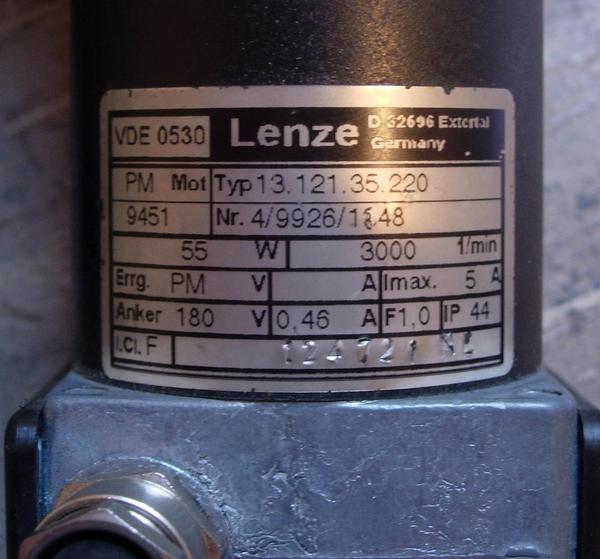 VDE 0530 Lenze D 32696 Extertal
Germany
PM Mot Typ 13.121.35.220
9451 Nr. 4/9926/1848
55 W 3000 1/min
Errg. PM V A Imax. 5 A
Anker 180 V 0,46 A F1,0 IP 44
I.Cl. F